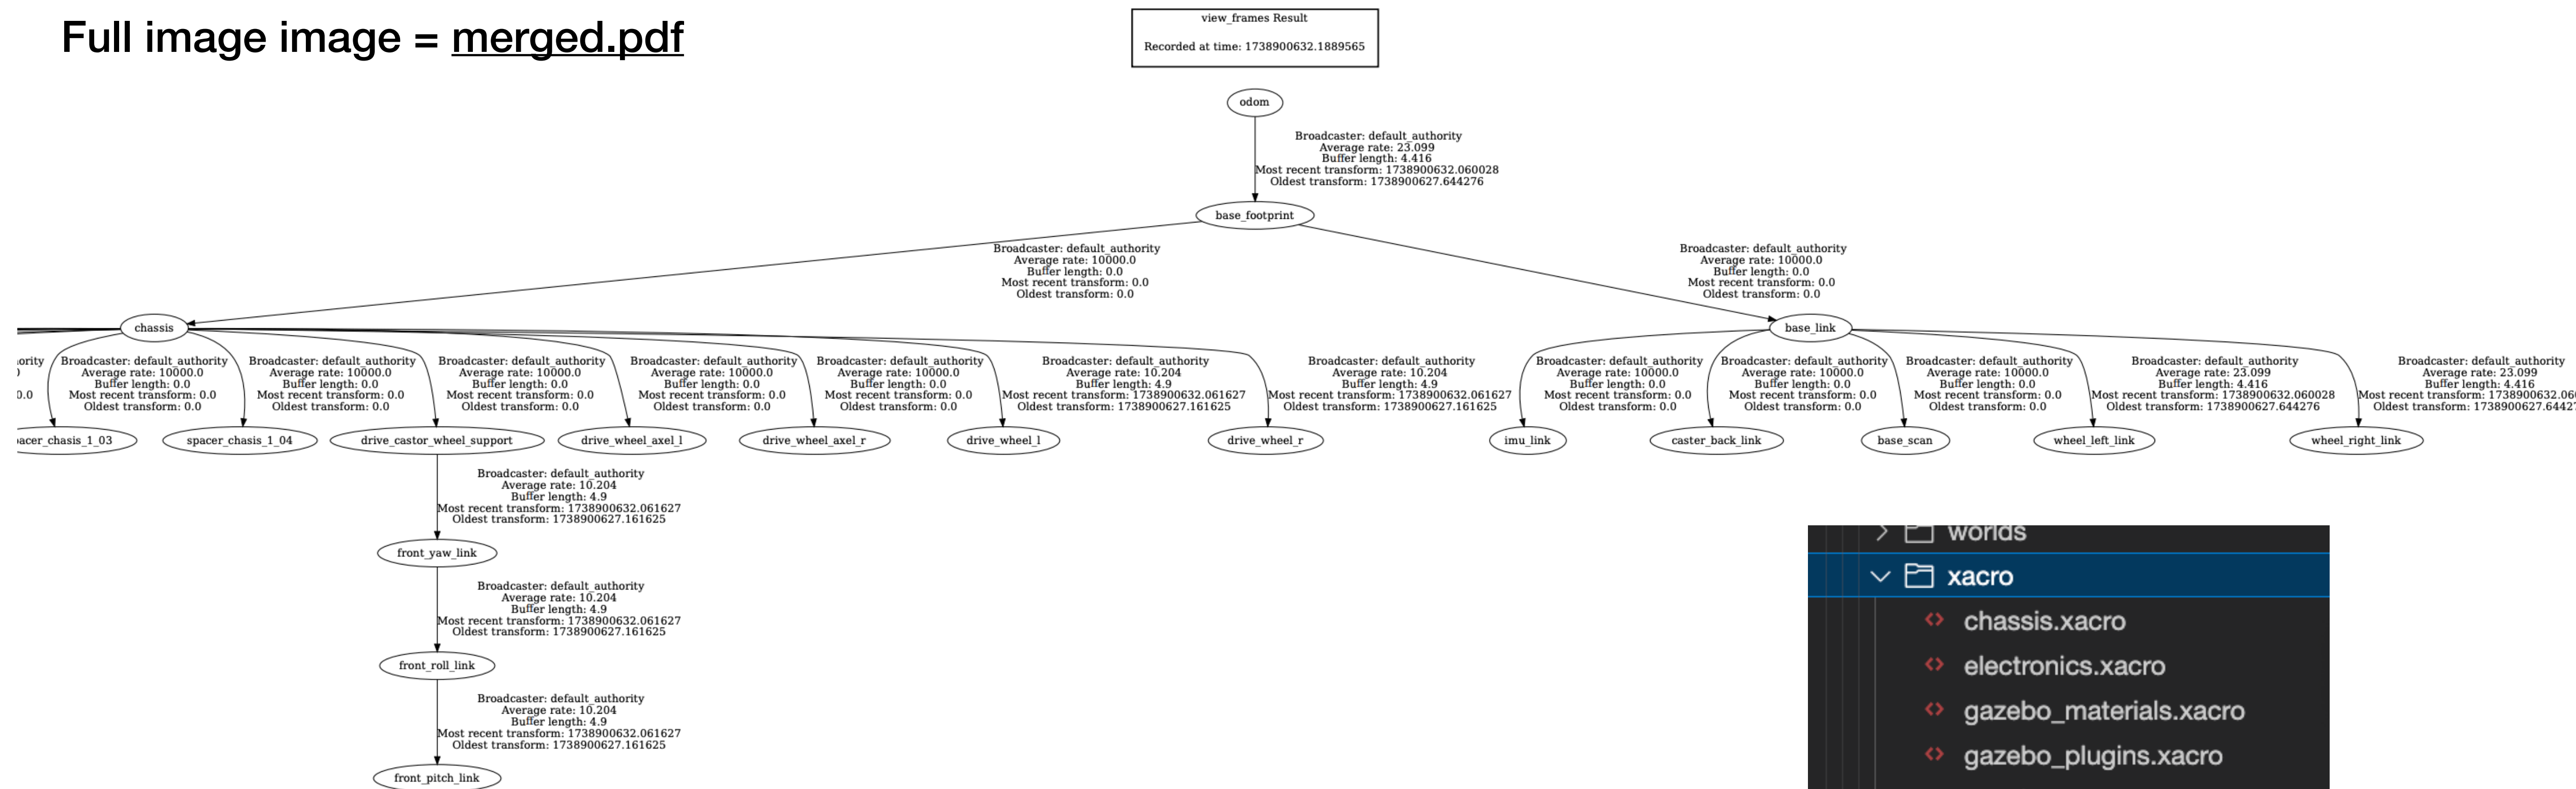 Full image image = merged.pdf
view_frames Result
Recorded at time: 1738900632.1889565
odom
Broadcaster: default_authority
Average rate: 23.099
Buffer length: 4.416
Most recent transform: 1738900632.060028
Oldest transform: 1738900627.644276
base_footprint
Broadcaster: default_authority
Average rate: 10000.0
Buffer length: 0.0
Most recent transform: 0.0
Oldest transform: 0.0
Broadcaster: default_authority
Average rate: 10000.0
Buffer length: 0.0
Most recent transform: 0.0
Oldest transform: 0.0
chassis
base_link
Broadcaster: default_authority
Average rate: 10000.0
Buffer length: 0.0
Most recent transform: 0.0
Oldest transform: 0.0
Broadcaster: default_authority
Average rate: 10000.0
Buffer length: 0.0
Most recent transform: 0.0
Oldest transform: 0.0
Broadcaster: default_authority
Average rate: 10000.0
Buffer length: 0.0
Most recent transform: 0.0
Oldest transform: 0.0
Broadcaster: default_authority
Average rate: 10000.0
Buffer length: 0.0
Most recent transform: 0.0
Oldest transform: 0.0
Broadcaster: default_authority
Average rate: 10000.0
Buffer length: 0.0
Most recent transform: 0.0
Oldest transform: 0.0
Broadcaster: default_authority
Average rate: 10.204
Buffer length: 4.9
Most recent transform: 1738900632.061627
Oldest transform: 1738900627.161625
Broadcaster: default_authority
Average rate: 10.204
Buffer length: 4.9
Most recent transform: 1738900632.061627
Oldest transform: 1738900627.161625
Broadcaster: default_authority
Average rate: 10000.0
Buffer length: 0.0
Most recent transform: 0.0
Oldest transform: 0.0
Broadcaster: default_authority
Average rate: 10000.0
Buffer length: 0.0
Most recent transform: 0.0
Oldest transform: 0.0
Broadcaster: default_authority
Average rate: 10000.0
Buffer length: 0.0
Most recent transform: 0.0
Oldest transform: 0.0
Broadcaster: default_authority
Average rate: 23.099
Buffer length: 4.416
Most recent transform: 1738900632.060028
Oldest transform: 1738900627.644276
Broadcaster: default_authority
Average rate: 23.099
Buffer length: 4.416
Most recent transform:
Oldest transform:
spacer_chasis_1_04
drive_castor_wheel_support
drive_wheel_axel_l
drive_wheel_axel_r
drive_wheel_l
drive_wheel_r
imu_link
caster_back_link
base_scan
wheel_left_link
wheel_right_link
Broadcaster: default_authority
Average rate: 10.204
Buffer length: 4.9
Most recent transform: 1738900632.061627
Oldest transform: 1738900627.161625
front_yaw_link
Broadcaster: default_authority
Average rate: 10.204
Buffer length: 4.9
Most recent transform: 1738900632.061627
Oldest transform: 1738900627.161625
front_roll_link
Broadcaster: default_authority
Average rate: 10.204
Buffer length: 4.9
Most recent transform: 1738900632.061627
Oldest transform: 1738900627.161625
front_pitch_link
worlds
xacro
chassis.xacro
electronics.xacro
gazebo_materials.xacro
gazebo_plugins.xacro